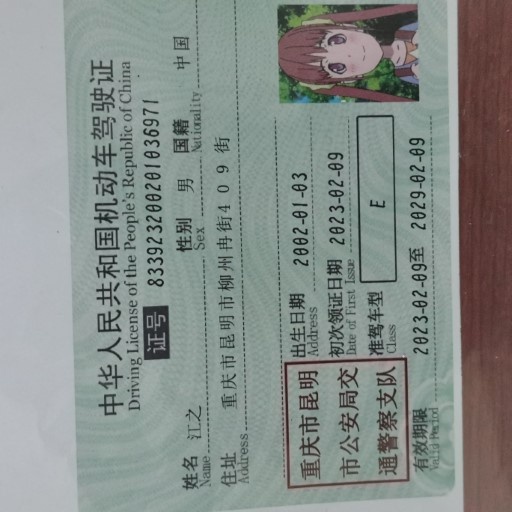 中华人民共和国机动车驾驶证
Driving License of the People's Republic of China
证号 833923200201036971
姓名 江之 性别 男 国籍 中国
Name Sex Nationality
住址 重庆市昆明市柳州冉街409街
Address
重庆市昆明
市公安局交
通警察支队
出生日期 2002-01-03
Address
初次领证日期 2023-02-09
Date of First Issue
准驾车型 E
Class
有效期限 2023-02-09至 2029-02-09
Valid Period